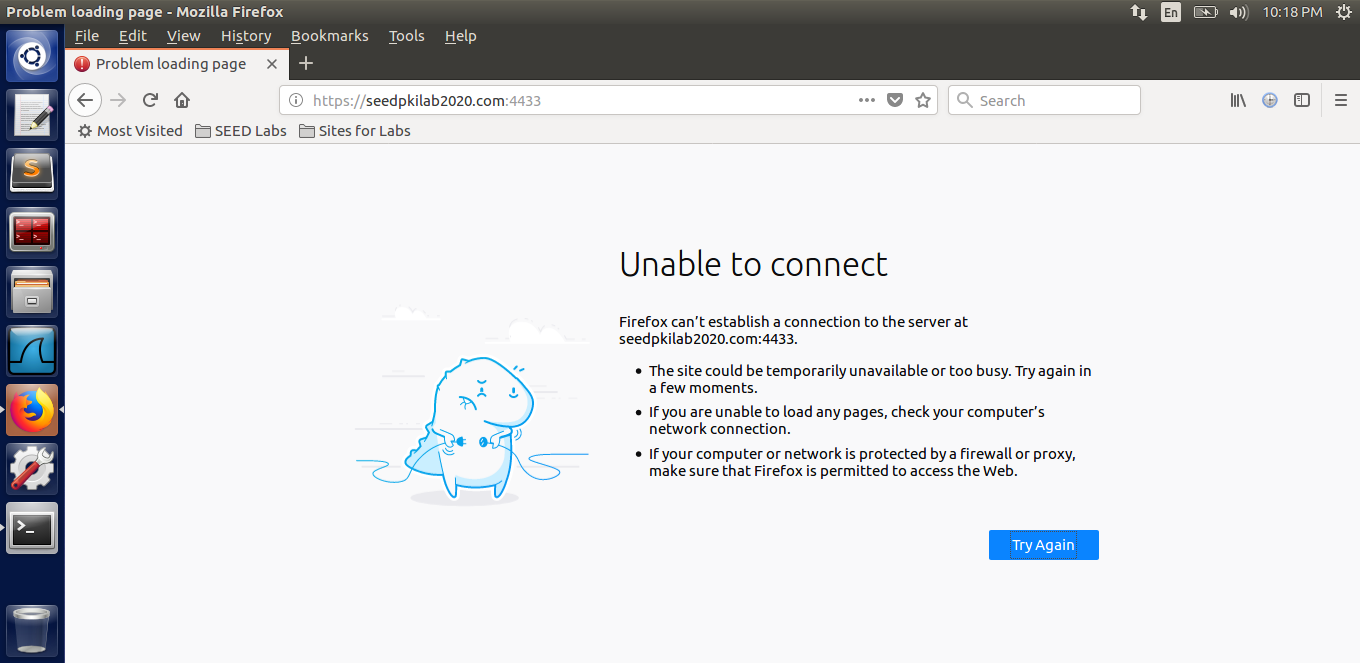 Problem loading page - Mozilla Firefox
En
10:18 PM
File Edit View History Bookmarks Tools Help
Problem loading page
https://seedpkilab2020.com:4433
Search
Most Visited
SEED Labs
Sites for Labs
Unable to connect
Firefox can’t establish a connection to the server at
seedpkilab2020.com:4433.
The site could be temporarily unavailable or too busy. Try again in
a few moments.
If you are unable to load any pages, check your computer’s
network connection.
If your computer or network is protected by a firewall or proxy,
make sure that Firefox is permitted to access the Web.
Try Again